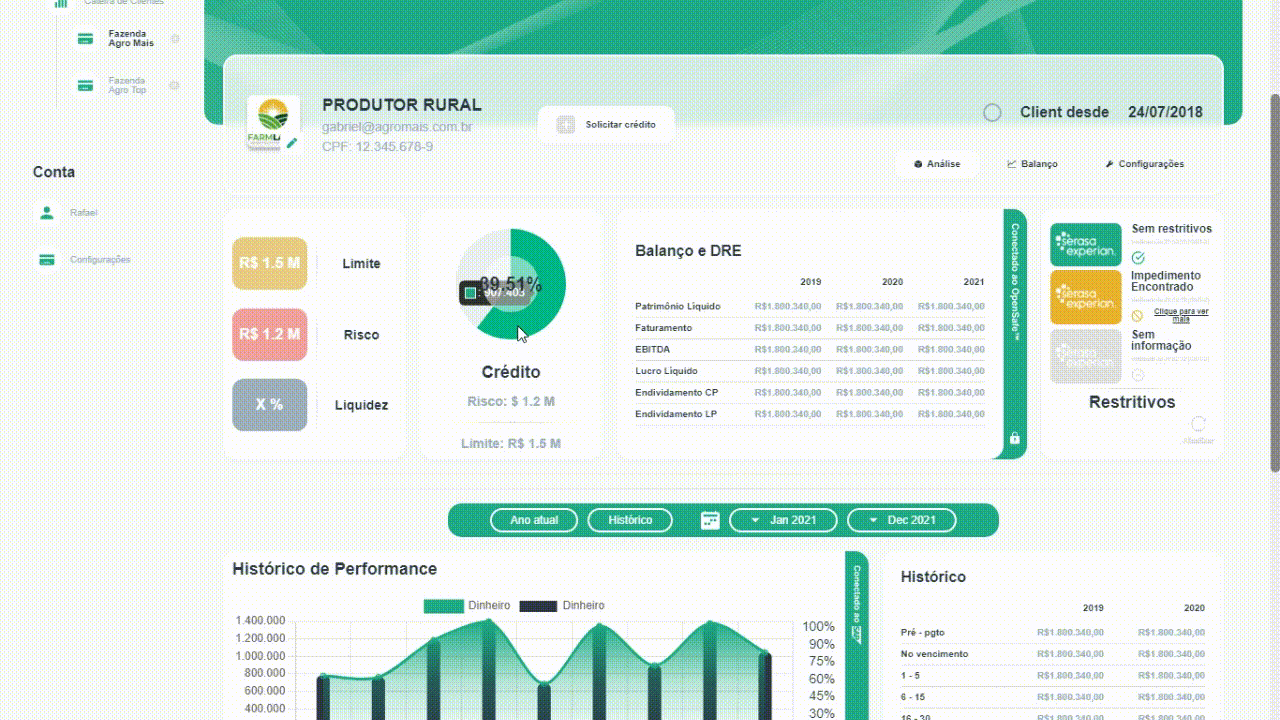 Carteira de Clientes
Fazenda
Agro Mais
Fazenda
Agro Top
Conta
Rafael
Configurações
PRODUTOR RURAL
gabriel@agromais.com.br
CPF: 12.345.678-9
Solicitar crédito
Client desde 24/07/2018
Análise
Balanço
Configurações
R$ 1.5 M
Limite
R$ 1.2 M
Risco
X %
Liquidez
39.51%
: 907.403
Crédito
Risco: $ 1.2 M
Limite: R$ 1.5 M
Balanço e DRE
2019 2020 2021
Patrimônio Líquido R$1.800.340,00 R$1.800.340,00 R$1.800.340,00
Faturamento R$1.800.340,00 R$1.800.340,00 R$1.800.340,00
EBITDA R$1.800.340,00 R$1.800.340,00 R$1.800.340,00
Lucro Líquido R$1.800.340,00 R$1.800.340,00 R$1.800.340,00
Endividamento CP R$1.800.340,00 R$1.800.340,00 R$1.800.340,00
Endividamento LP R$1.800.340,00 R$1.800.340,00 R$1.800.340,00
Conectado ao OpenSafe™
serasa
experian.
Sem restritivos
serasa
experian.
Impedimento
Encontrado
Clique para ver
mais
serasa
experian.
Sem
informação
Restritivos
Ano atual
Histórico
Jan 2021
Dec 2021
Histórico de Performance
Dinheiro
Dinheiro
1.400.000
1.200.000
1.000.000
800.000
600.000
400.000
100%
90%
75%
60%
45%
30%
Conectado ao
Histórico
2019 2020
Pré - pgto R$1.800.340,00 R$1.800.340,00
No vencimento R$1.800.340,00 R$1.800.340,00
1 - 5 R$1.800.340,00 R$1.800.340,00
6 - 15 R$1.800.340,00 R$1.800.340,00
16 - 30 R$1.800.340,00 R$1.800.340,00